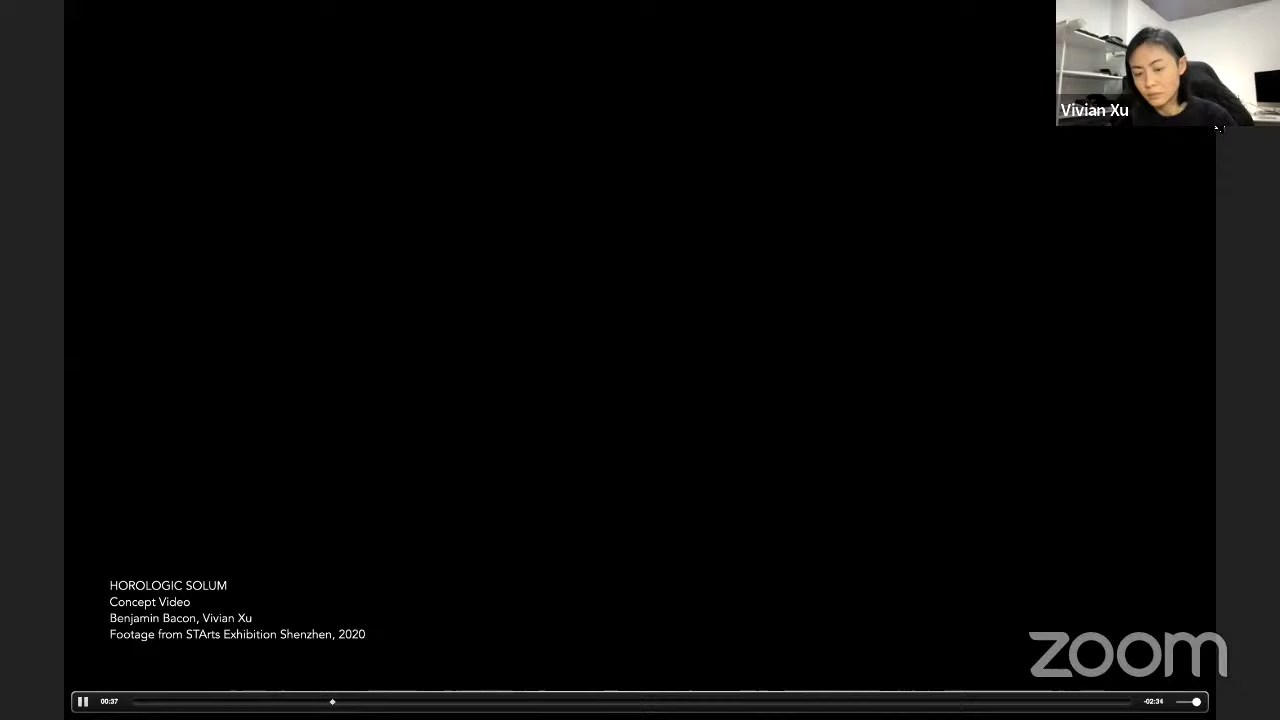 Vivian Xu
HOROLOGIC SOLUM
Concept Video
Benjamin Bacon, Vivian Xu
Footage from STArts Exhibition Shenzhen, 2020
zoom
00:37
-02:34